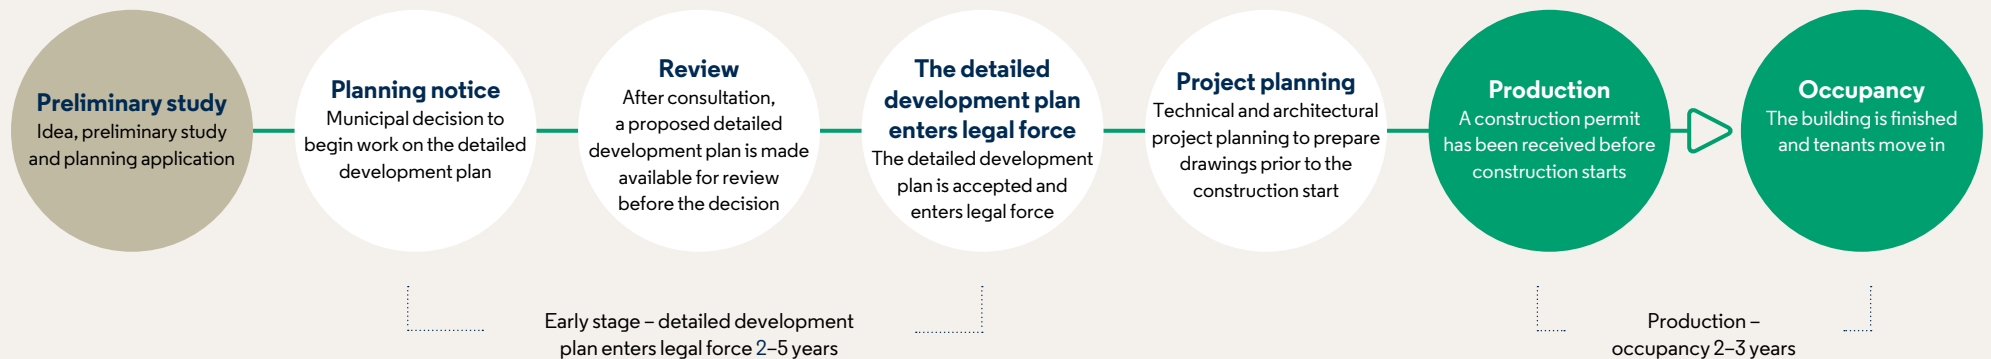 Preliminary study
Idea, preliminary study
and planning application
Planning notice
Municipal decision to
begin work on the detailed
development plan
Review
After consultation,
a proposed detailed
development plan is made
available for review
before the decision
The detailed
development plan
enters legal force
The detailed development
plan is accepted and
enters legal force
Project planning
Technical and architectural
project planning to prepare
drawings prior to the
construction start
Production
A construction permit
has been received before
construction starts
Occupancy
The building is finished
and tenants move in
Early stage – detailed development
plan enters legal force 2–5 years
Production –
occupancy 2–3 years